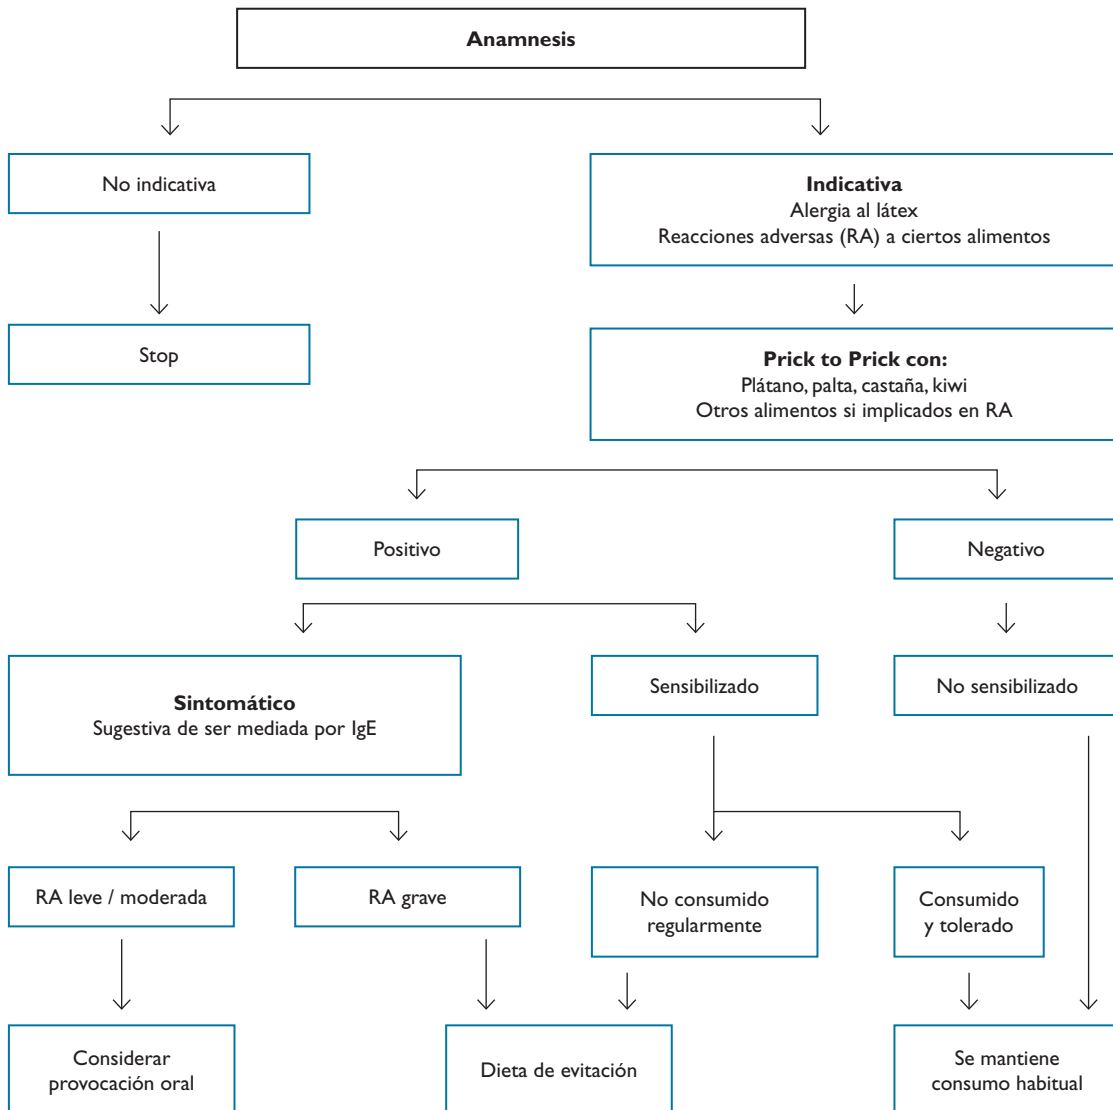 Anamnesis
No indicativa
Indicativa
Alergia al látex
Reacciones adversas (RA) a ciertos alimentos
Stop
Prick to Prick con:
Plátano, palta, castaña, kiwi
Otros alimentos si implicados en RA
Positivo
Negativo
Sintomático
Sugestiva de ser mediada por IgE
Sensibilizado
No sensibilizado
RA leve / moderada
RA grave
No consumido
regularmente
Consumido
y tolerado
Considerar
provocación oral
Dieta de evitación
Se mantiene
consumo habitual